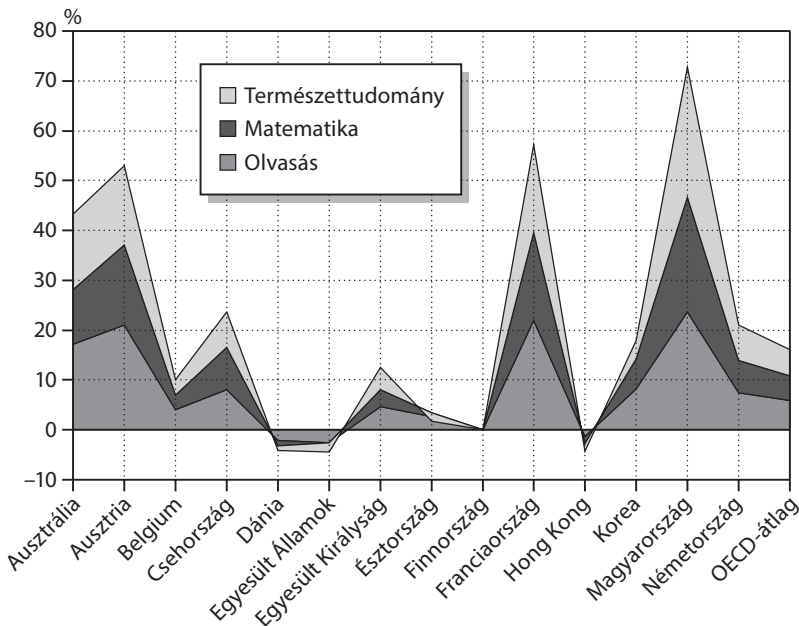 %
80
70
60
50
40
30
20
10
0
–10
Természettudomány
Matematika
Olvasás
Ausztrália
Ausztria
Belgium
Csehország
Dánia
Egyesült Államok
Egyesült Királyság
Észtország
Finnország
Franciaország
Hong Kong
Korea
Magyarország
Németország
OECD-átlag